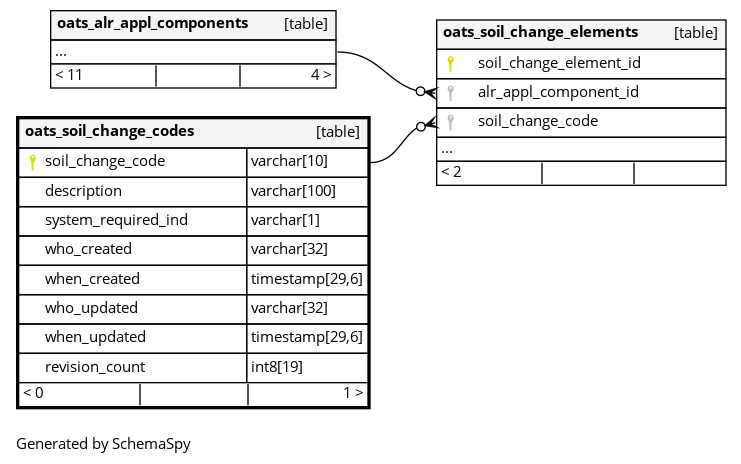 oats_alr_appl_components [table]
...
< 11 4 >
oats_soil_change_elements [table]
soil_change_element_id
alr_appl_component_id
soil_change_code
...
< 2
oats_soil_change_codes [table]
soil_change_code varchar[10]
description varchar[100]
system_required_ind varchar[1]
who_created varchar[32]
when_created timestamp[29,6]
who_updated varchar[32]
when_updated timestamp[29,6]
revision_count int8[19]
< 0 1 >
Generated by SchemaSpy